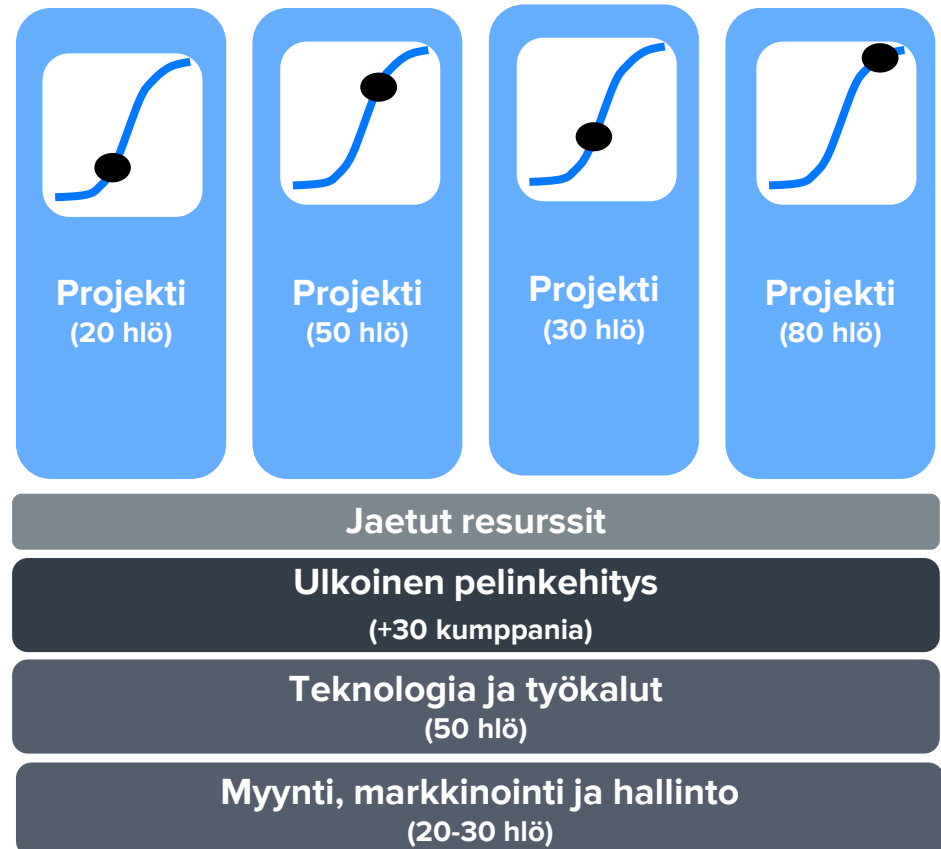 Projekti
(20 hlö)
Projekti
(50 hlö)
Projekti
(30 hlö)
Projekti
(80 hlö)
Jaetut resurssit
Ulkoinen pelinkehitys
(+30 kumppania)
Teknologia ja työkalut
(50 hlö)
Myynti, markkinointi ja hallinto
(20-30 hlö)